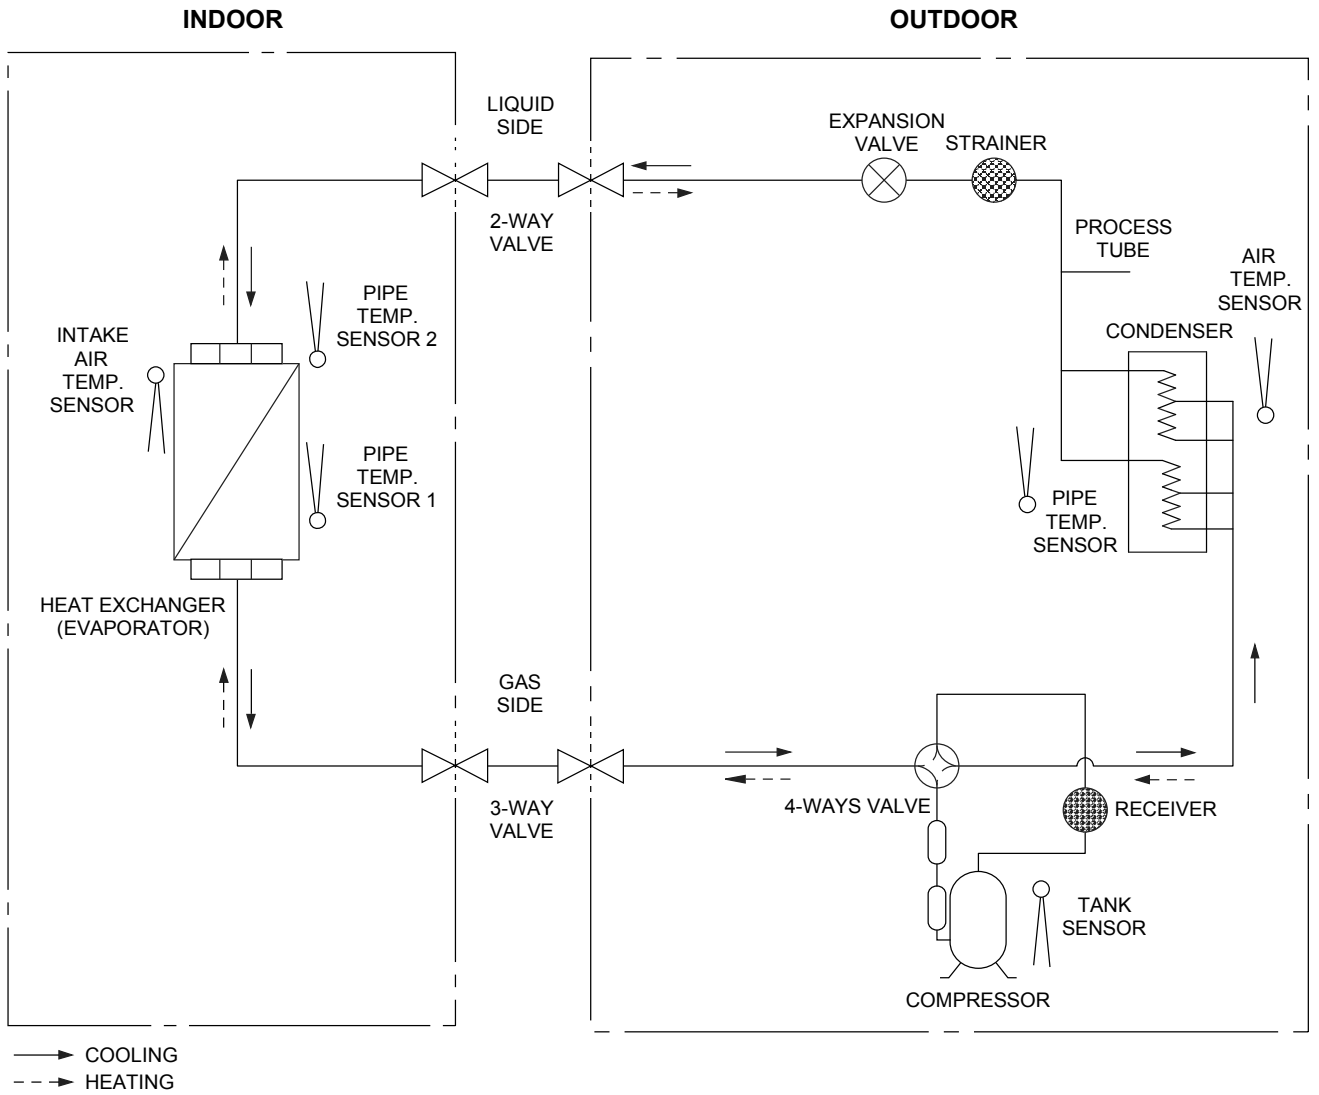 INDOOR
OUTDOOR
LIQUID
SIDE
2-WAY
VALVE
EXPANSION
VALVE
STRAINER
PROCESS
TUBE
AIR
TEMP.
SENSOR
CONDENSER
PIPE
TEMP.
SENSOR 2
INTAKE
AIR
TEMP.
SENSOR
PIPE
TEMP.
SENSOR 1
PIPE
TEMP.
SENSOR
HEAT EXCHANGER
(EVAPORATOR)
GAS
SIDE
3-WAY
VALVE
4-WAYS VALVE
RECEIVER
TANK
SENSOR
COMPRESSOR
COOLING
HEATING